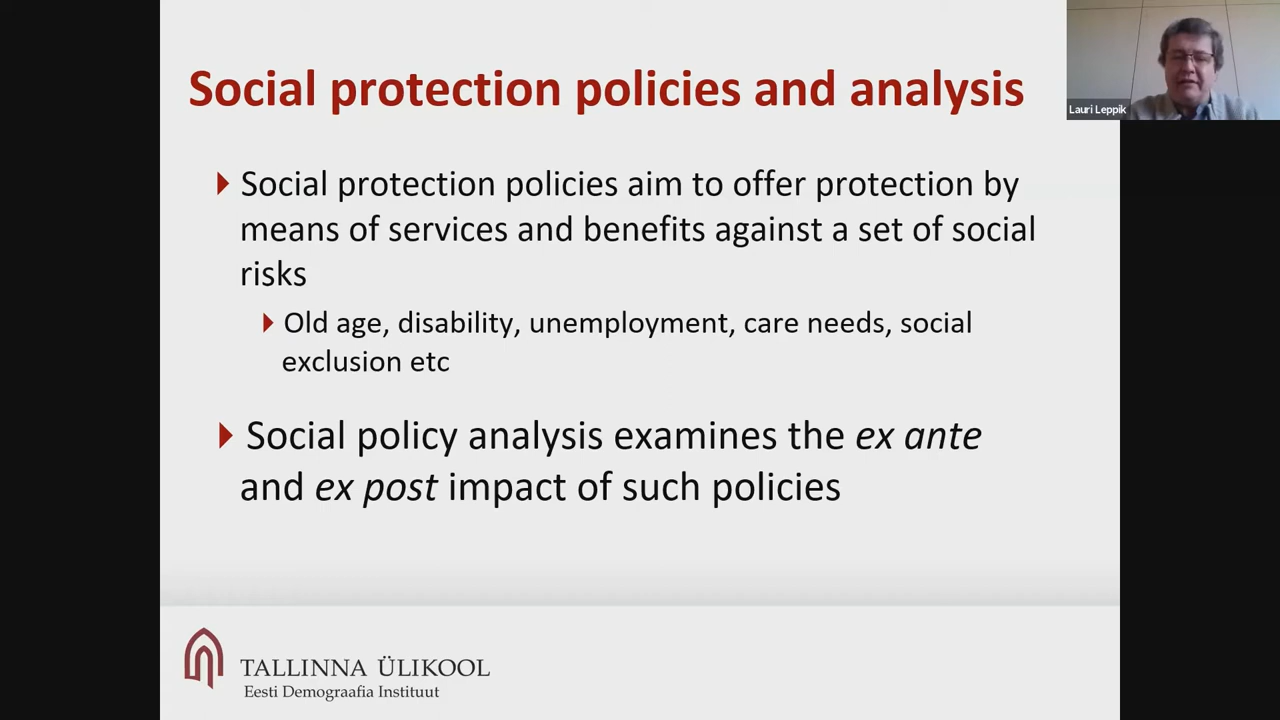 Social protection policies and analysis
Lauri Leppik
Social protection policies aim to offer protection by
means of services and benefits against a set of social
risks
Old age, disability, unemployment, care needs, social
exclusion etc
Social policy analysis examines the ex ante
and ex post impact of such policies
TALLINNA ÜLIKOOL
Eesti Demograafia Instituut